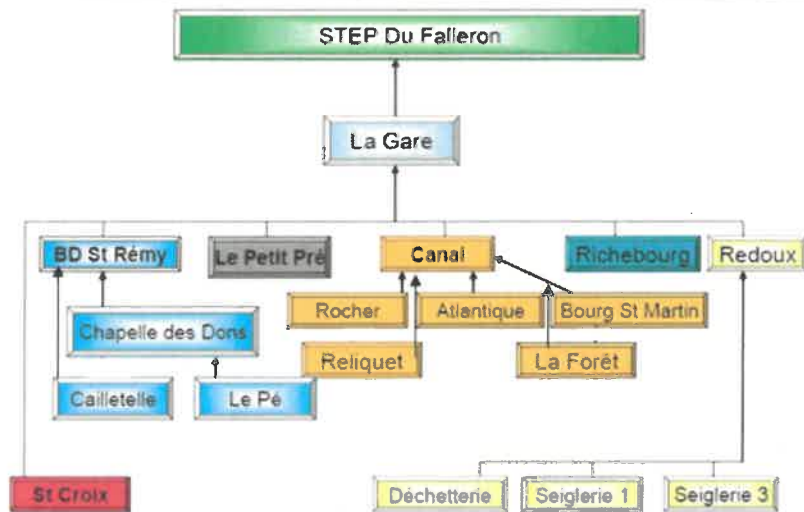 STEP Du Falleron
La Gare
BD St Rémy
Le Petit Pré
Canal
Richebourg
Redoux
Rocher
Atlantique
Bourg St Martin
Chapelle des Dons
Reliquet
La Forêt
Cailletelle
Le Pé
St Croix
Déchetterie
Seiglerie 1
Seiglerie 3